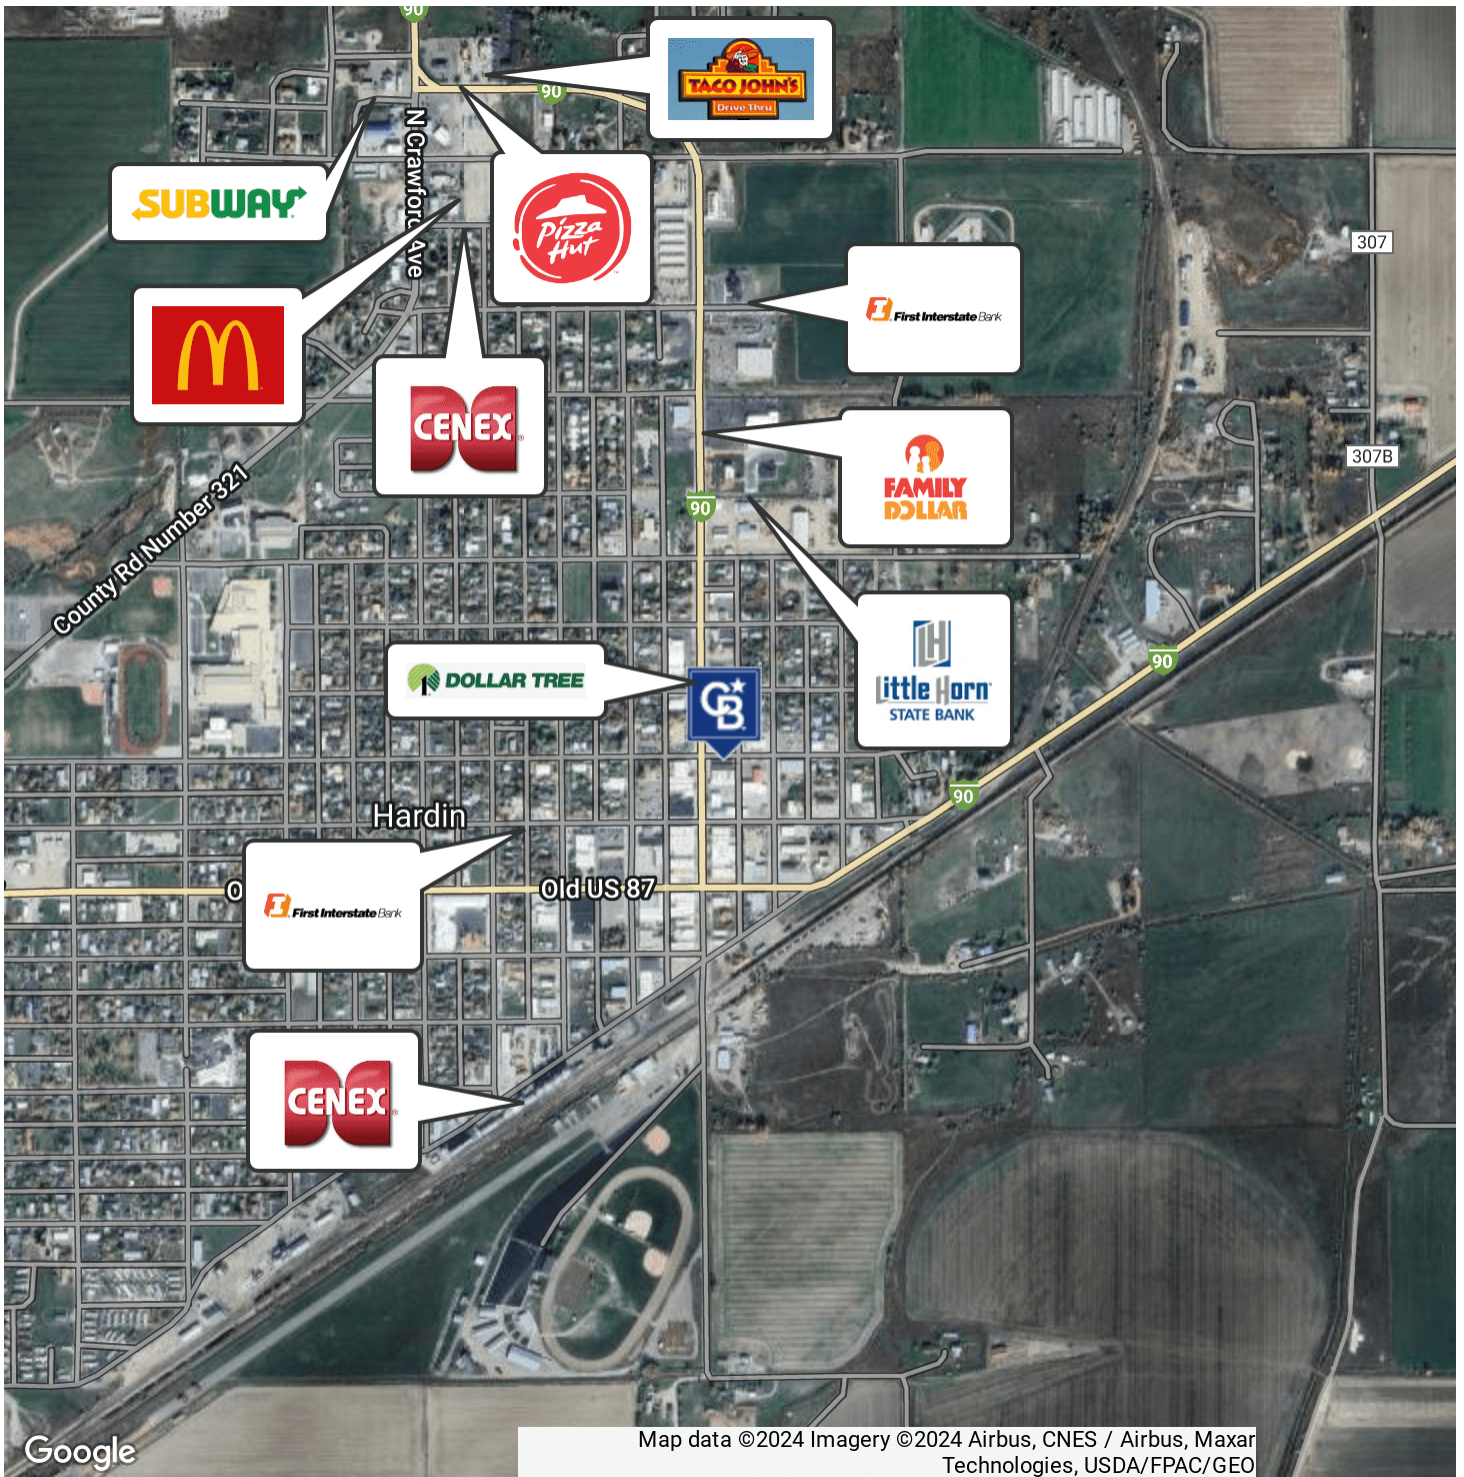 90
TACO JOHN'S
Drive Thru
90
N Crawford Ave
SUBWAY
Pizza
Hut
307
First Interstate Bank
CENEX
FAMILY
DOLLAR
307B
County Rd Number 321
90
LH
Little Horn
STATE BANK
90
DOLLAR TREE
CB
90
Hardin
O
Old US 87
First Interstate Bank
CENEX
Google
Map data ©2024 Imagery ©2024 Airbus, CNES / Airbus, Maxar
Technologies, USDA/FPAC/GEO